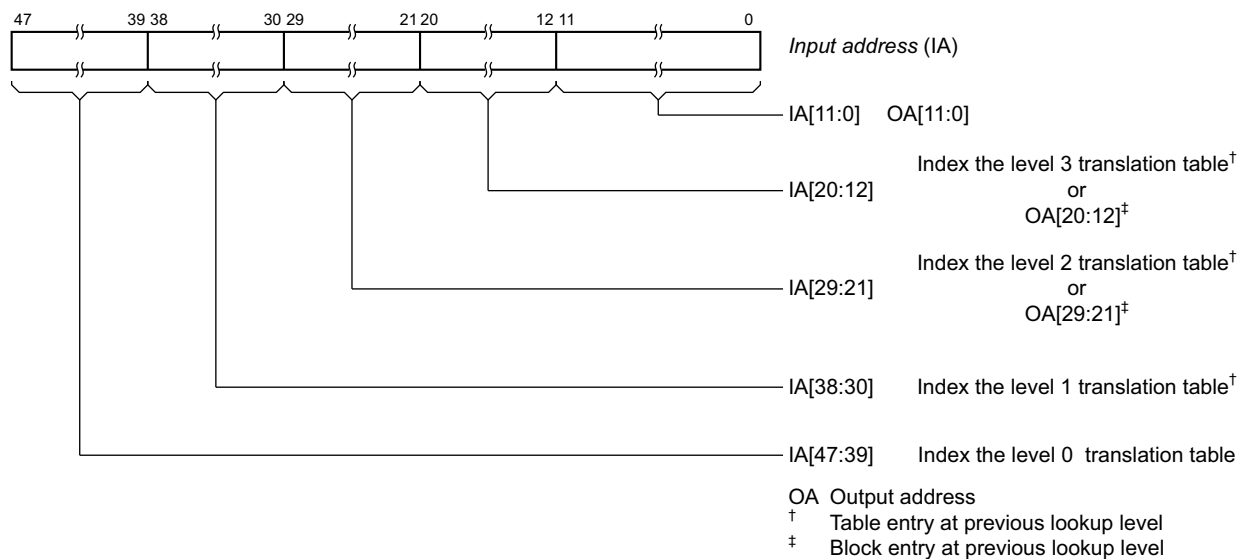 47 39 38 30 29 21 20 12 11 0
Input address (IA)
IA[11:0] OA[11:0]
Index the level 3 translation table†
IA[20:12] or
OA[20:12]‡
Index the level 2 translation table†
IA[29:21] or
OA[29:21]‡
IA[38:30] Index the level 1 translation table†
IA[47:39] Index the level 0 translation table
OA Output address
† Table entry at previous lookup level
‡ Block entry at previous lookup level